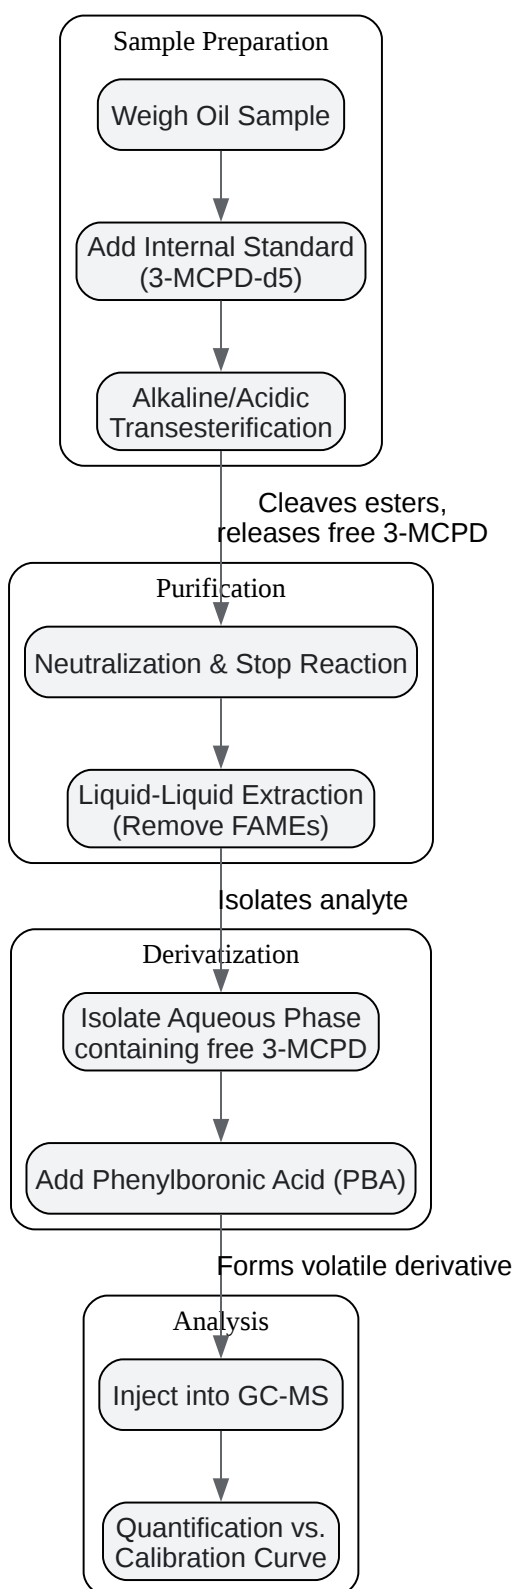 Sample Preparation
Weigh Oil Sample
Add Internal Standard
(3-MCPD-d5)
Alkaline/Acidic
Transesterification
Cleaves esters,
releases free 3-MCPD
Purification
Neutralization & Stop Reaction
Liquid-Liquid Extraction
(Remove FAMEs)
Isolates analyte
Derivatization
Isolate Aqueous Phase
containing free 3-MCPD
Add Phenylboronic Acid (PBA)
Forms volatile derivative
Analysis
Inject into GC-MS
Quantification vs.
Calibration Curve